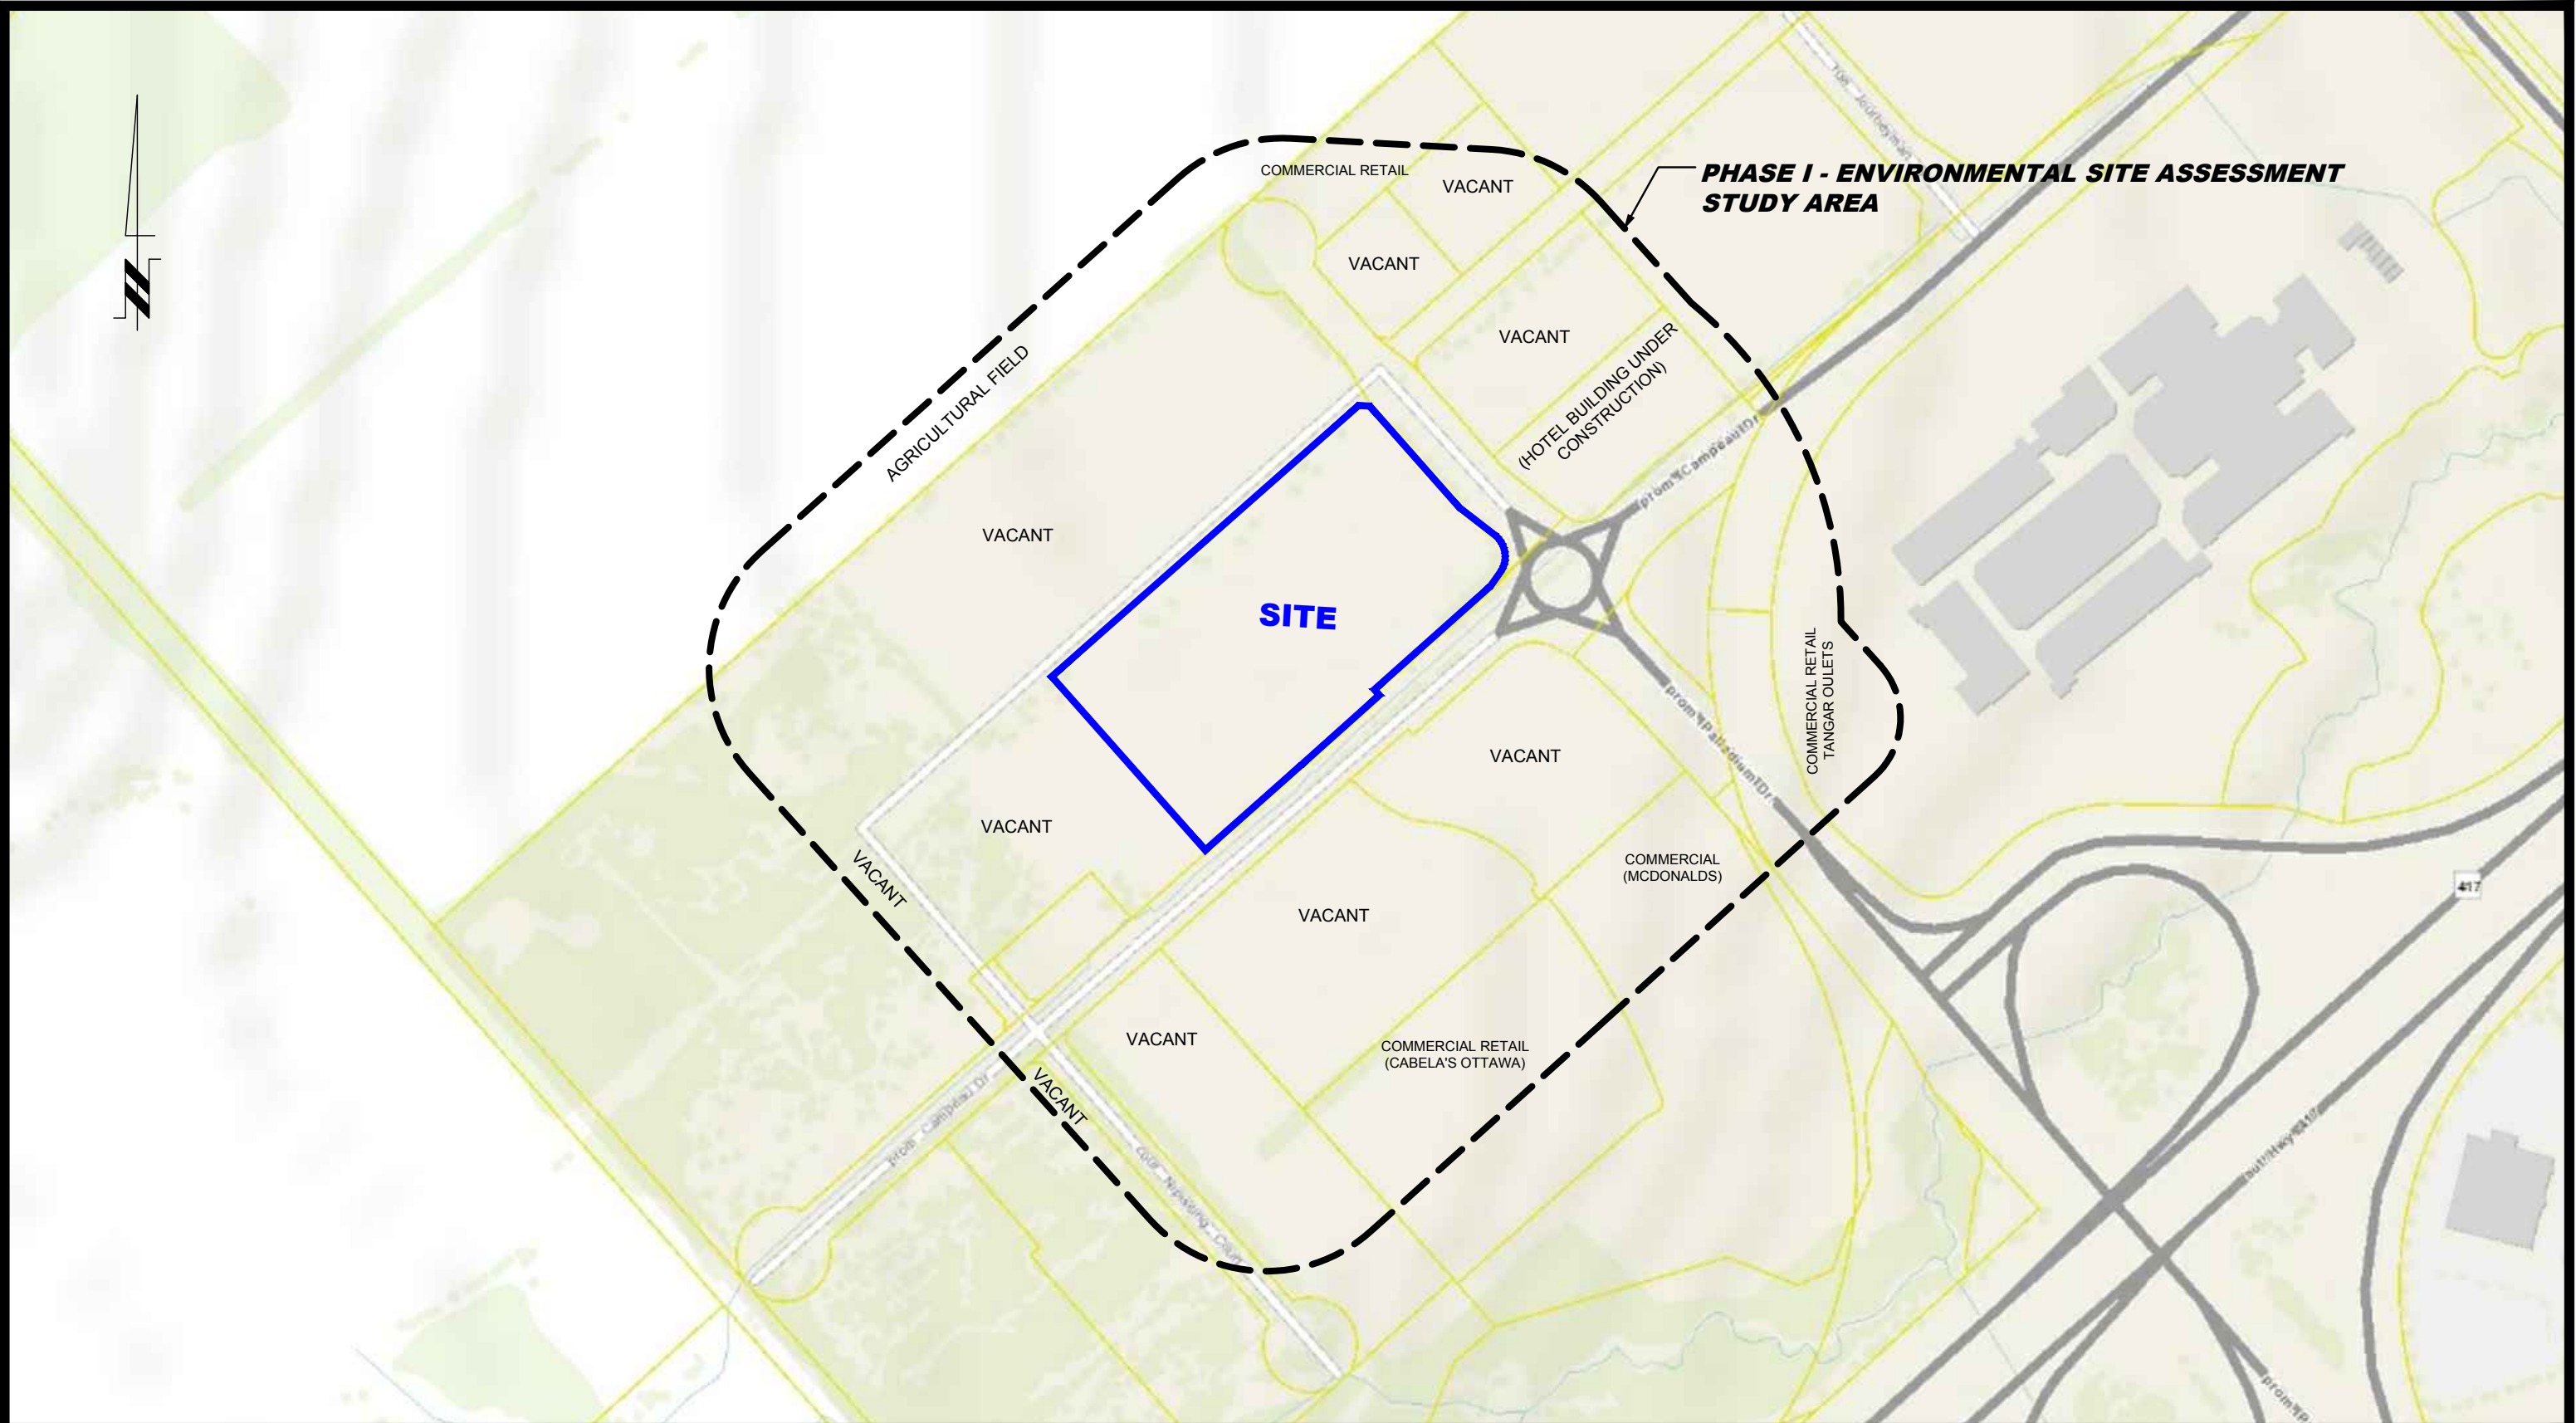 rue Journeyman
PHASE I - ENVIRONMENTAL SITE ASSESSMENT
STUDY AREA
COMMERCIAL RETAIL
VACANT
VACANT
VACANT
(HOTEL BUILDING UNDER
CONSTRUCTION)
AGRICULTURAL FIELD
prom Campeau Dr
VACANT
SITE
COMMERCIAL RETAIL
TANGAR OULETS
prom Palladium Dr
VACANT
VACANT
VACANT
COMMERCIAL
(MCDONALDS)
417
VACANT
VACANT
COMMERCIAL RETAIL
(CABELA'S OTTAWA)
VACANT
prom Campeau Dr
cour Nipissing Court
N